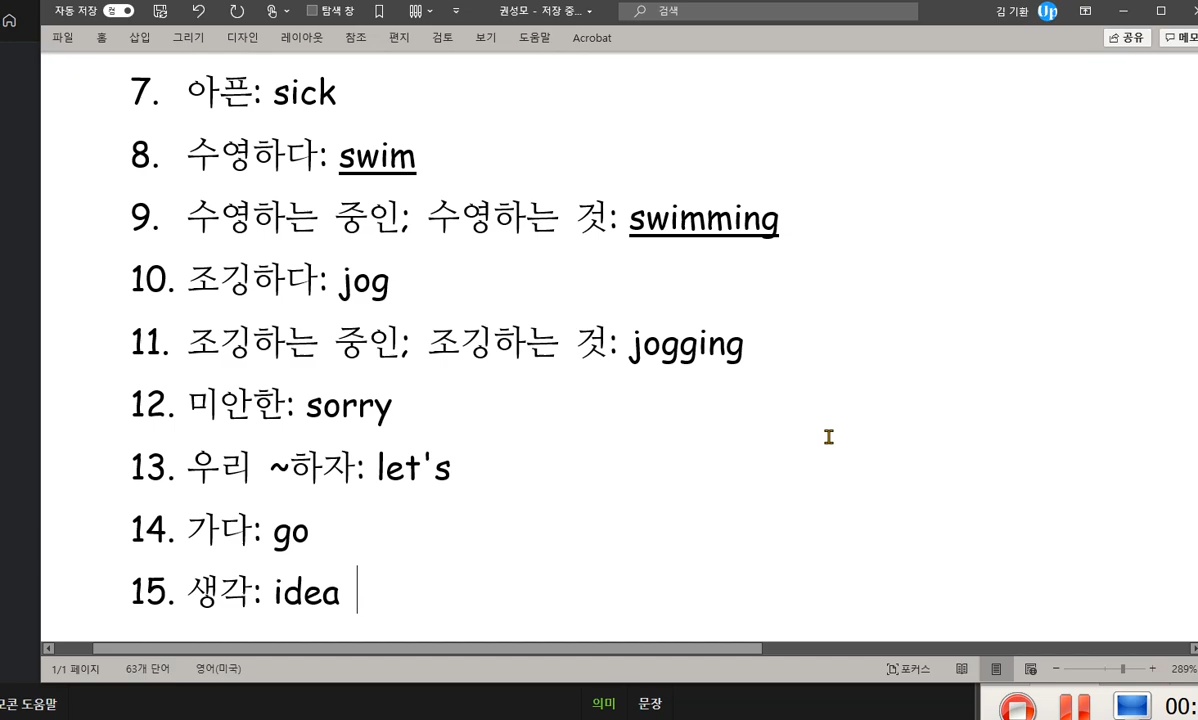 자동 저장 켬 탐색 창 권성모 - 저장 중... 검색 김 기환
파일 홈 삽입 그리기 디자인 레이아웃 참조 편지 검토 보기 도움말 Acrobat 공유 메모
7. 아픈: sick
8. 수영하다: swim
9. 수영하는 중인; 수영하는 것: swimming
10. 조깅하다: jog
11. 조깅하는 중인; 조깅하는 것: jogging
12. 미안한: sorry
13. 우리 ~하자: let's
14. 가다: go
15. 생각: idea
1/1 페이지 63개 단어 영어(미국) 포커스 289%
모콘 도움말 의미 문장 00: